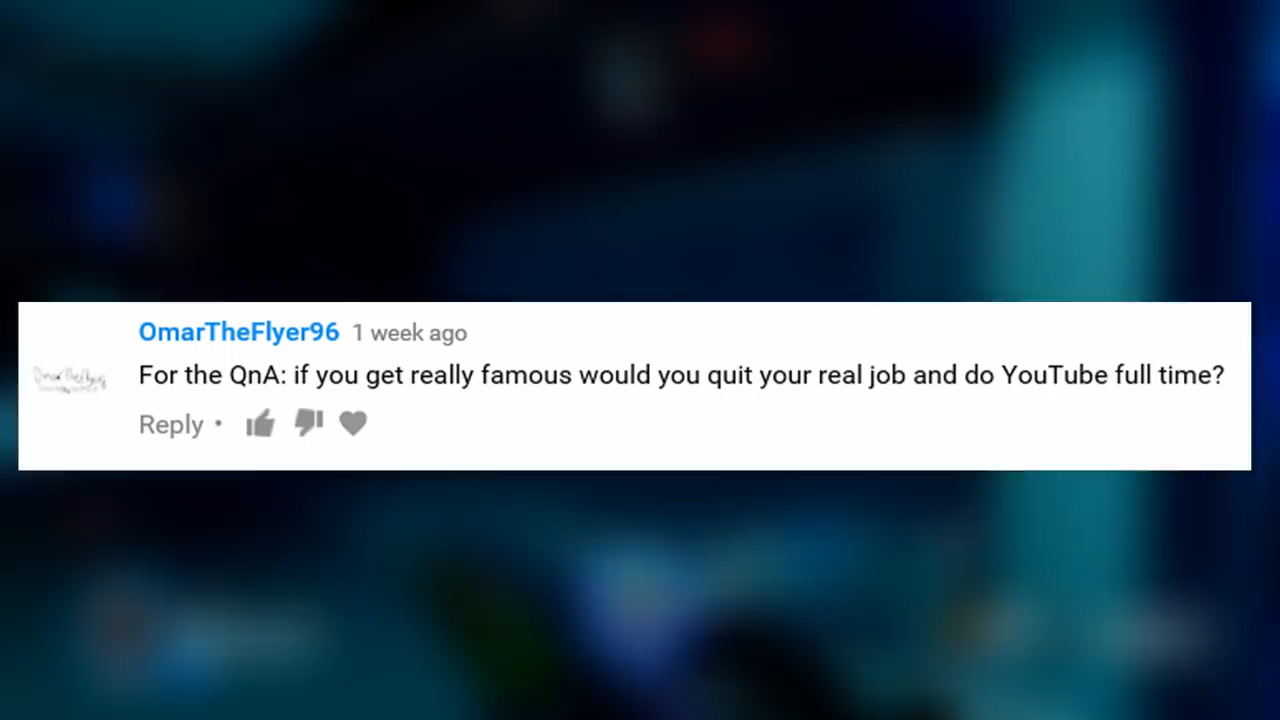 OmarTheFlyer96 1 week ago
For the QnA: if you get really famous would you quit your real job and do YouTube full time?
Reply •